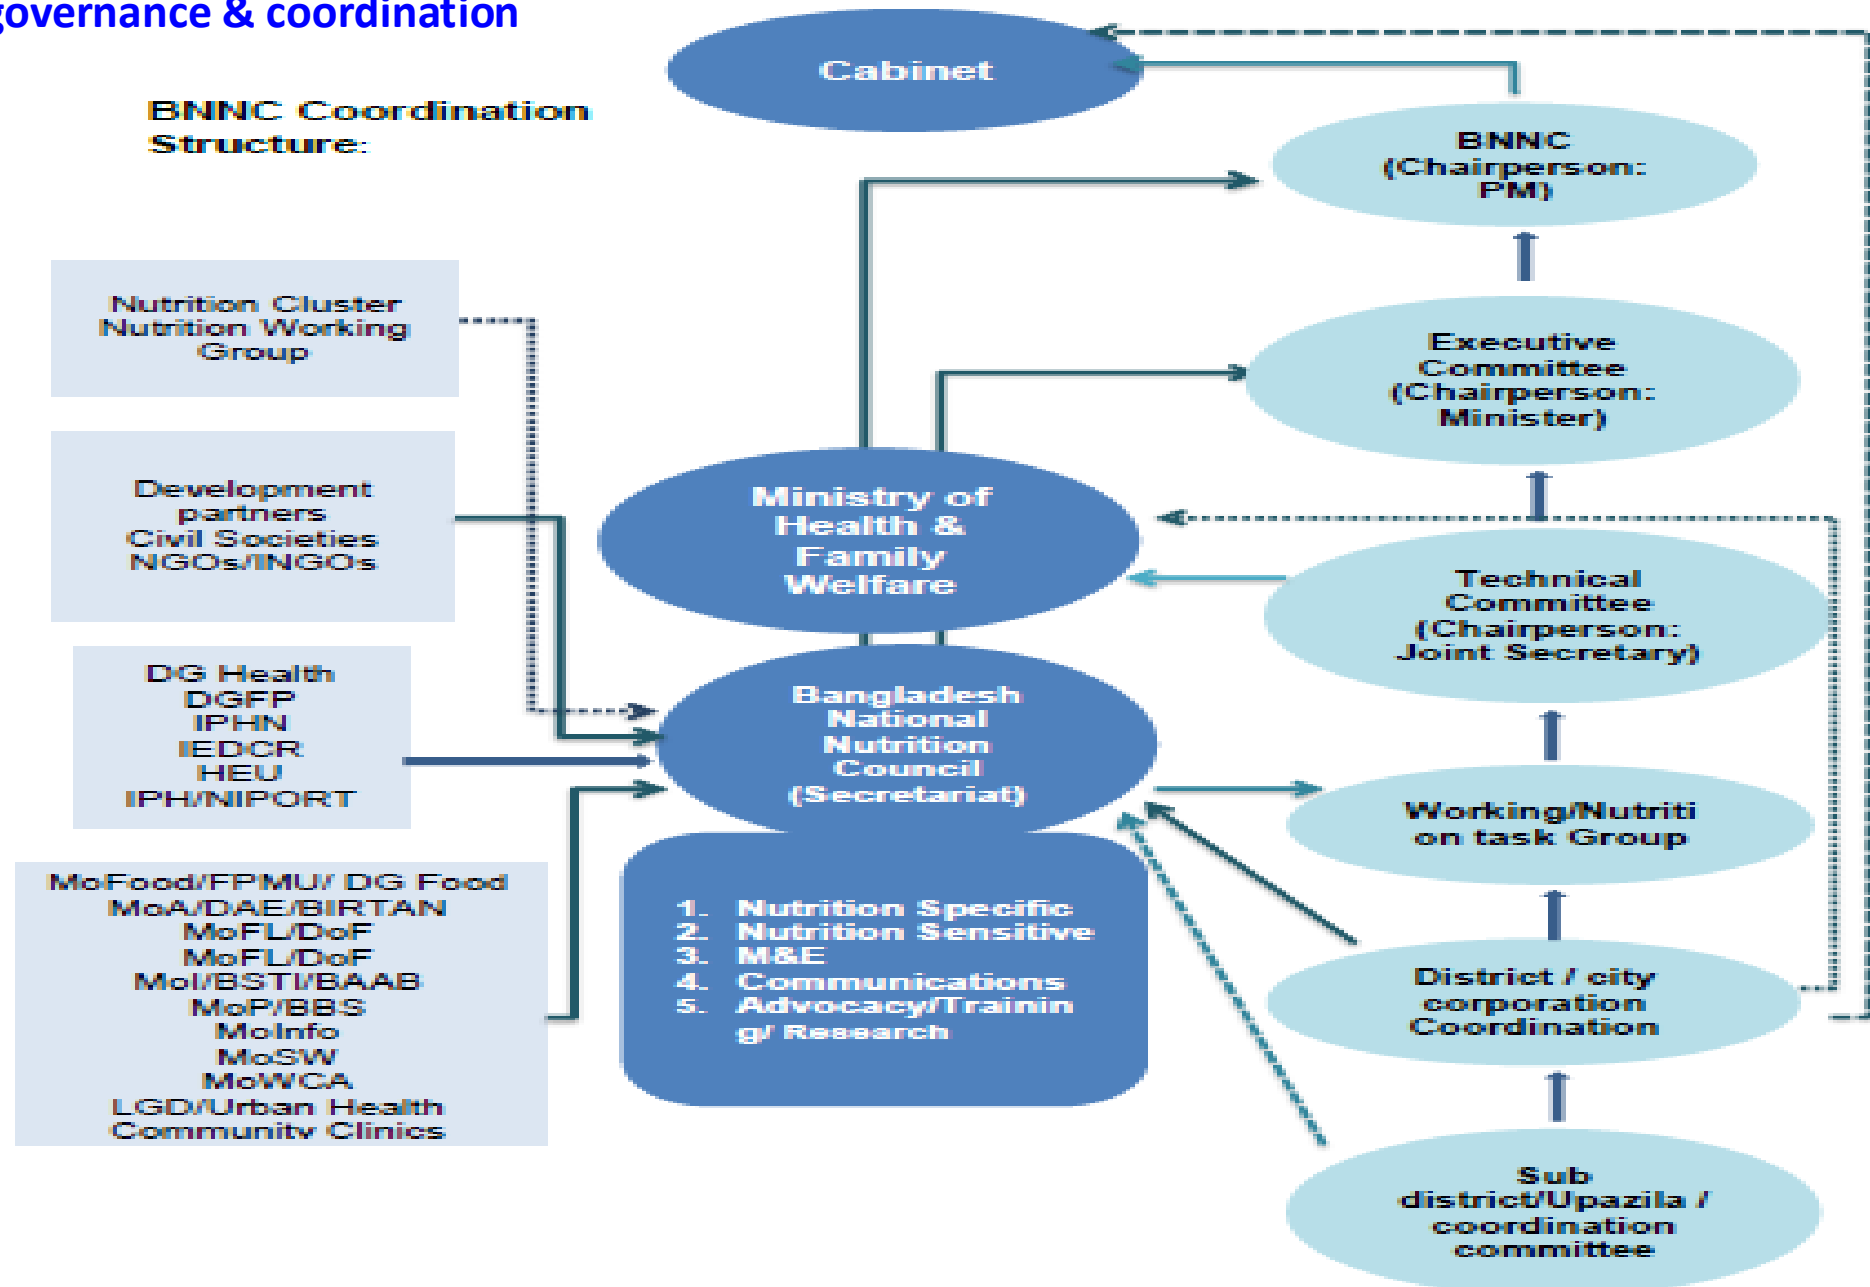 governance & coordination
BNNC Coordination
Structure:
Cabinet
BNNC
(Chairperson:
PM)
Nutrition Cluster
Nutrition Working
Group
Executive
Committee
(Chairperson:
Minister)
Development
partners
Civil Societies
NGOs/INGOs
Ministry of
Health &
Family
Welfare
Technical
Committee
(Chairperson:
Joint Secretary)
DG Health
DGFP
IPHN
IEDCR
HEU
IPH/NIPORT
Bangladesh
National
Nutrition
Council
(Secretariat)
Working/Nutriti
on task Group
MoFood/FPMU/ DG Food
MoA/DAE/BIRTAN
MoFL/DoF
MoFL/DoF
MoI/BSTI/BAAB
MoP/BBS
MoInfo
MoSW
MoWCA
LGD/Urban Health
Community Clinics
1. Nutrition Specific
2. Nutrition Sensitive
3. M&E
4. Communications
5. Advocacy/Trainin
g/ Research
District / city
corporation
Coordination
Sub
district/Upazila /
coordination
committee